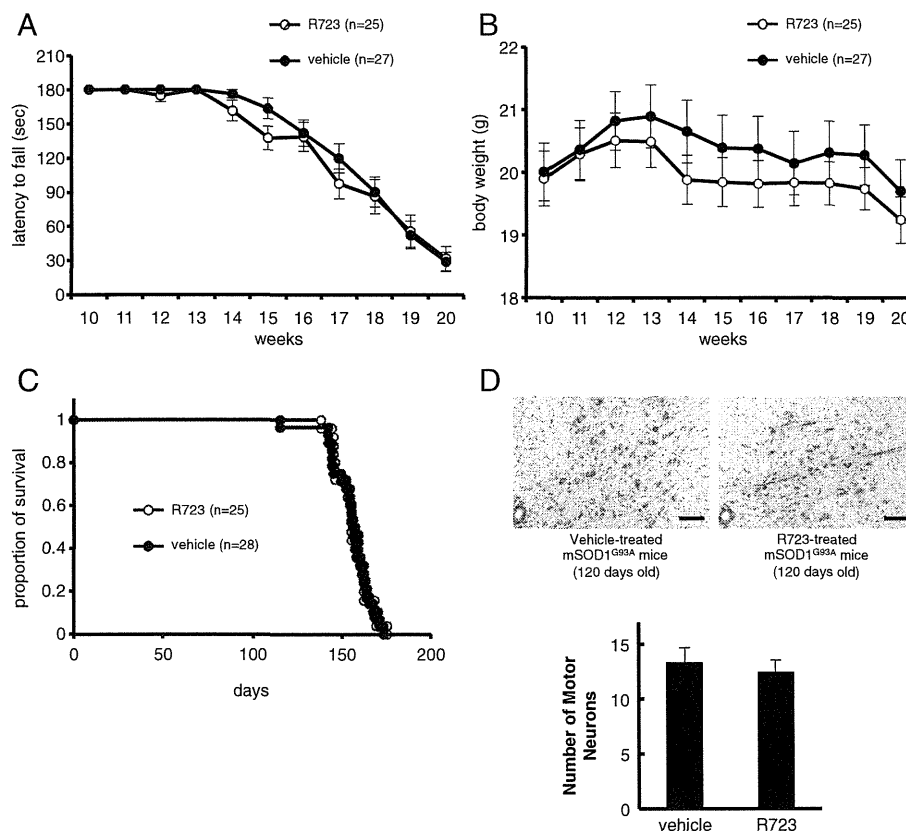 A
R723 (n=25)
vehicle (n=27)
latency to fall (sec)
210
180
150
120
90
60
30
0
10 11 12 13 14 15 16 17 18 19 20
weeks
B
R723 (n=25)
vehicle (n=27)
body weight (g)
22
21
20
19
18
10 11 12 13 14 15 16 17 18 19 20
weeks
C
proportion of survival
1
0.8
0.6
0.4
0.2
0
R723 (n=25)
vehicle (n=28)
0 50 100 150 200
days
D
Vehicle-treated
mSOD1G93A mice
(120 days old)
R723-treated
mSOD1G93A mice
(120 days old)
Number of Motor
Neurons
15
10
5
0
vehicle R723